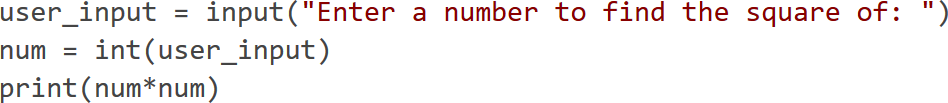 user_input = input("Enter a number to find the square of: ")
num = int(user_input)
print(num*num)